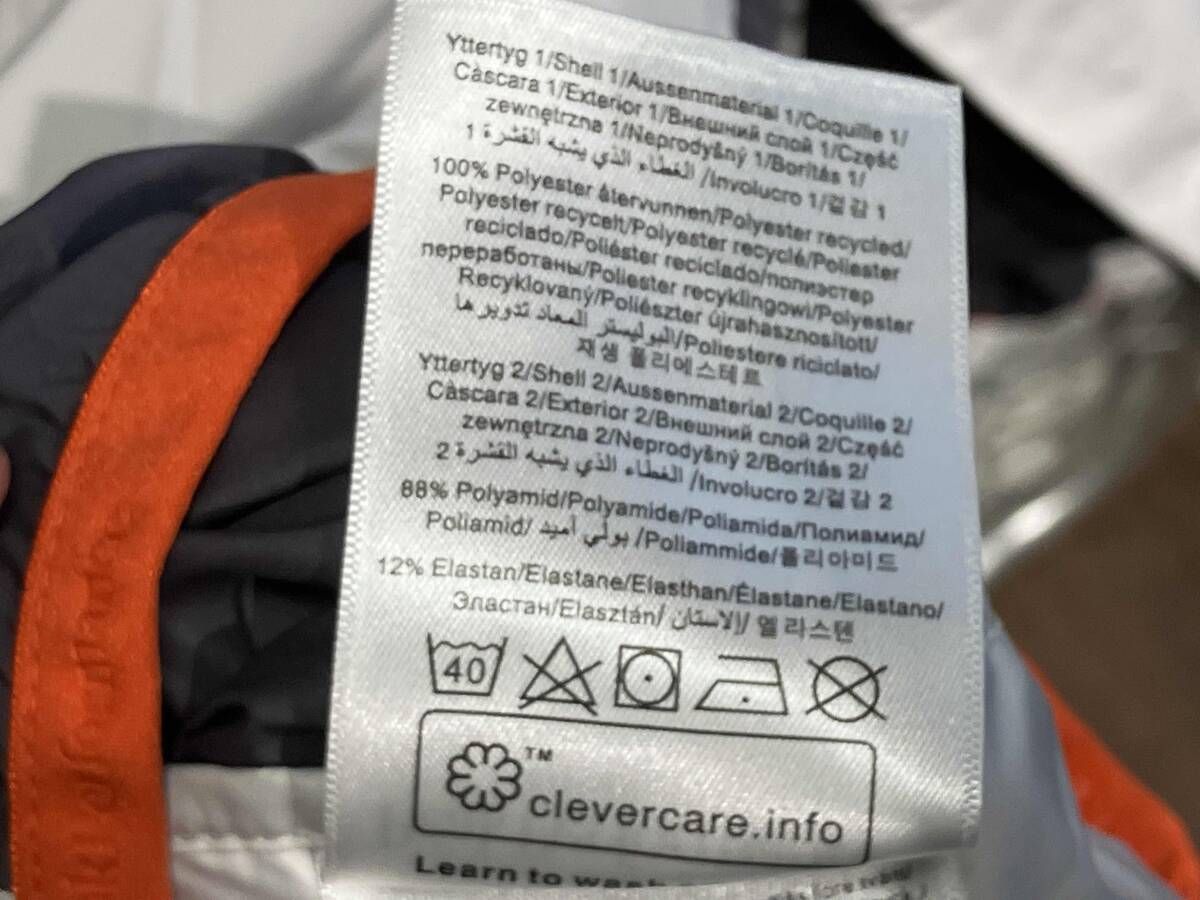 Yttertyg 1/Shell 1/Aussenmaterial 1/Coquille 1/
Càscara 1/Exterior 1/Внешний слой 1/Część
zewnętrzna 1/Neprodyšný 1/Borítás 1/
الغطاء الذي يشبه القشرة 1 /Involucro 1/겉감 1
100% Polyester återvunnen/Polyester recycled/
Polyester recycelt/Polyester recyclé/Poliester
reciclado/Poliéster reciclado/полиэстер
переработаны/Poliester recyklingowi/Polyester
Recyklovaný/Poliészter újrahasznosított/
البوليستر المعاد تدويرها/Poliestere riciclato/
재생 폴리에스테르
Yttertyg 2/Shell 2/Aussenmaterial 2/Coquille 2/
Càscara 2/Exterior 2/Внешний слой 2/Część
zewnętrzna 2/Neprodyšný 2/Borítás 2/
الغطاء الذي يشبه القشرة 2 /Involucro 2/겉감 2
88% Polyamid/Polyamide/Poliamida/Полиамид/
Poliamid/ بولي أميد /Poliammide/폴리아미드
12% Elastan/Elastane/Elasthan/Élastane/Elastano/
Эластан/Elasztán/ الاستان/ 엘라스텐
40
TM
clevercare.info
Learn to